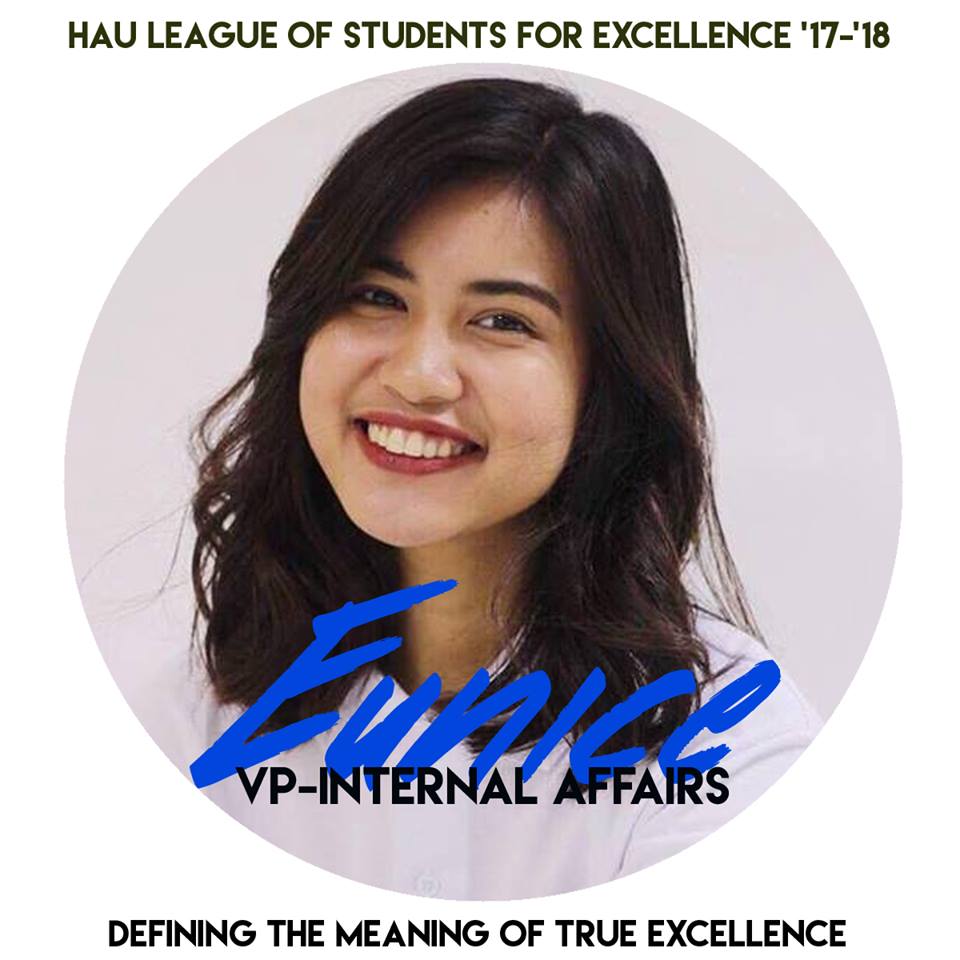 HAU LEAGUE OF STUDENTS FOR EXCELLENCE '17-'18
Eunice
VP-INTERNAL AFFAIRS
DEFINING THE MEANING OF TRUE EXCELLENCE